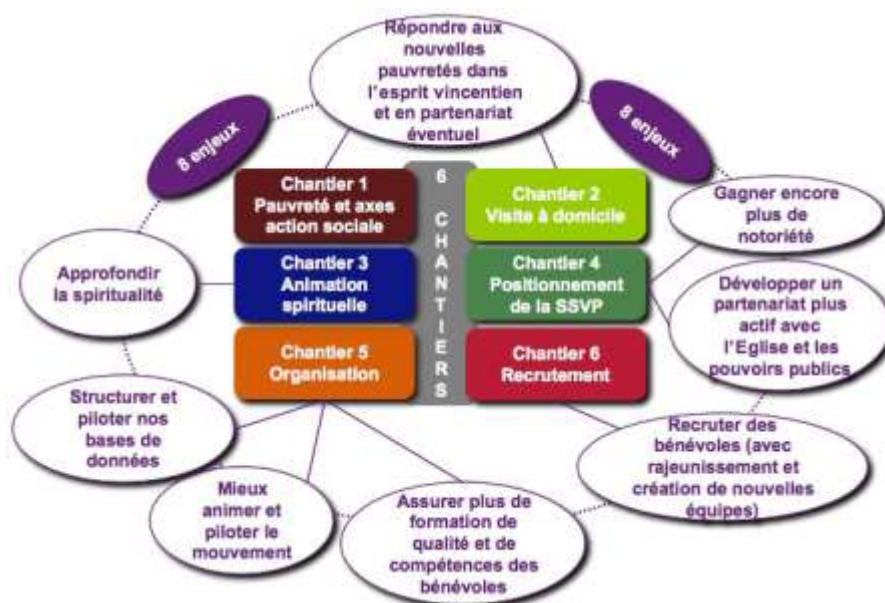 Répondre aux
nouvelles
pauvretés dans
l'esprit vincentien
et en partenariat
éventuel
8 enjeux
8 enjeux
6 CHANTIERS
Chantier 1
Pauvreté et axes
action sociale
Chantier 2
Visite à domicile
Gagner encore
plus de
notoriété
Approfondir
la spiritualité
Chantier 3
Animation
spirituelle
Chantier 4
Positionnement
de la SSVP
Développer un
partenariat plus
actif avec
l'Eglise et les
pouvoirs publics
Chantier 5
Organisation
Chantier 6
Recrutement
Structurer et
piloter nos
bases de
données
Recruter des
bénévoles (avec
rajeunissement et
création de nouvelles
équipes)
Mieux
animer et
piloter le
mouvement
Assurer plus de
formation de
qualité et de
compétences des
bénévoles